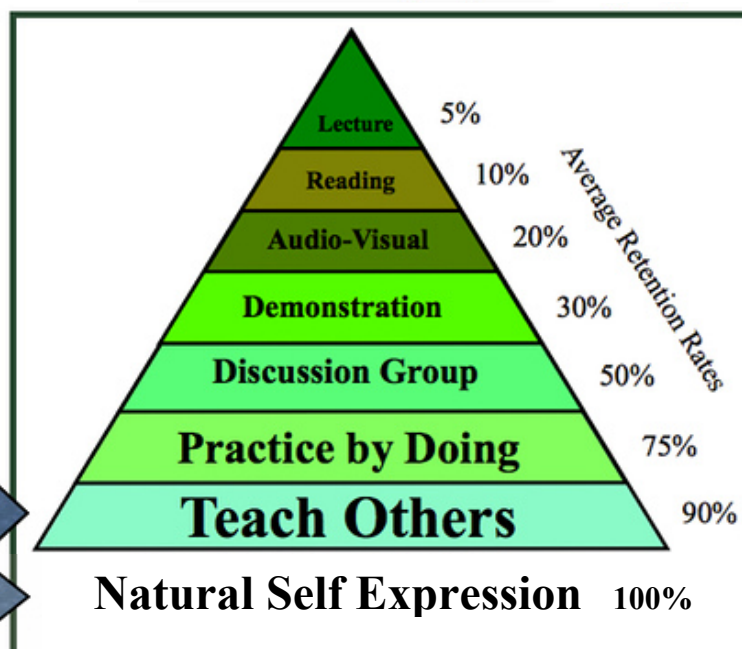 Lecture 5%
Reading 10%
Audio-Visual 20%
Demonstration 30%
Discussion Group 50%
Practice by Doing 75%
Teach Others 90%
Average Retention Rates
Natural Self Expression 100%